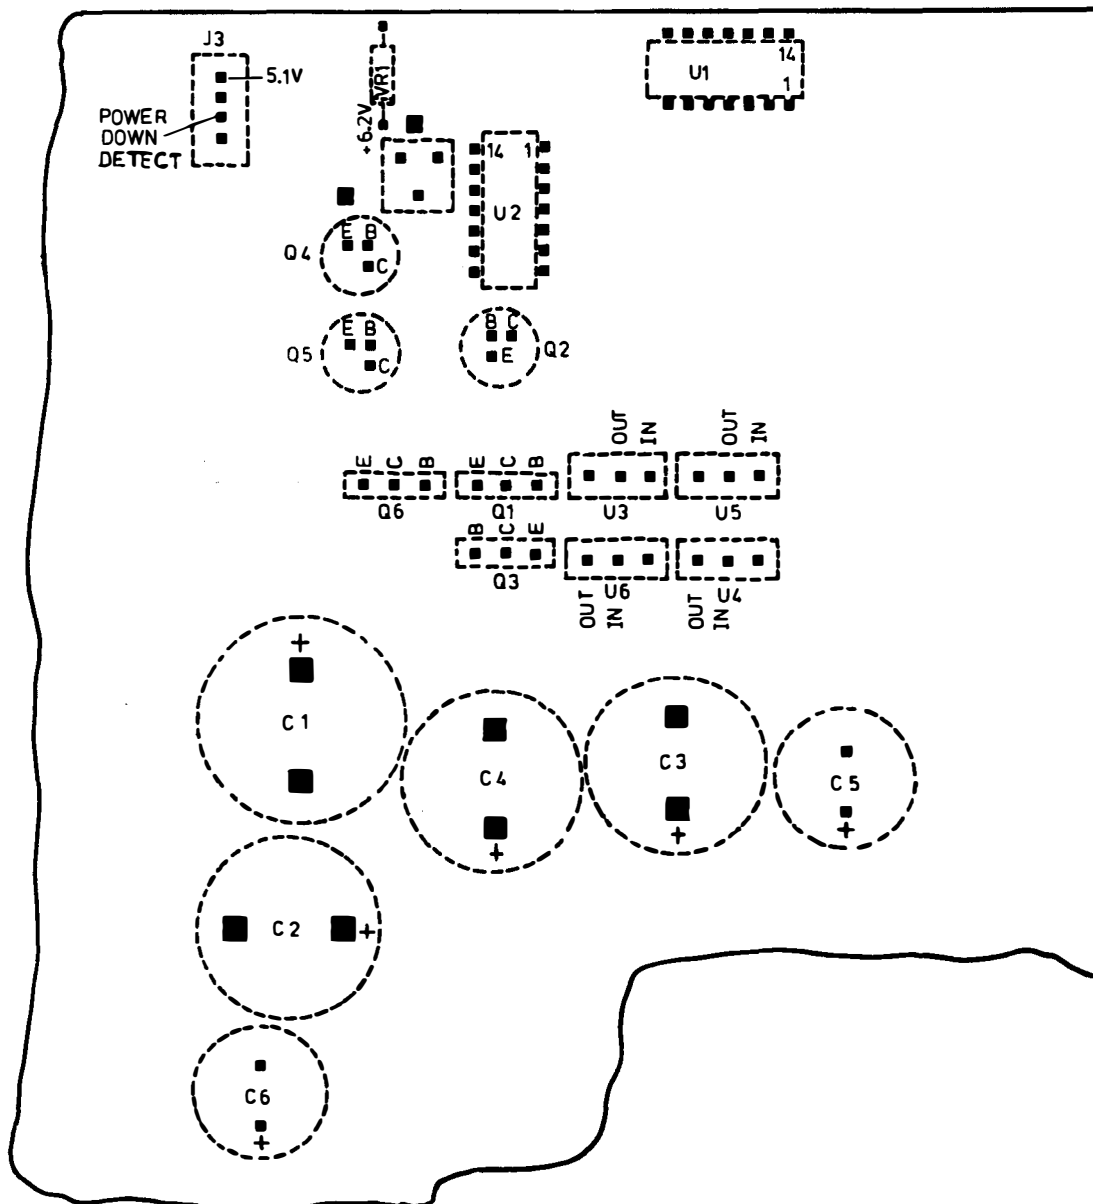 J3
5.1V
POWER
DOWN
DETECT
VR1
+6.2V
14
U1
1
14 1
U2
E B
Q4
C
E B
Q5
C
B C
Q2
E
OUT
IN
OUT
IN
E C B
E C B
Q6
Q1
U3
U5
B C E
Q3
U6
U4
OUT
IN
OUT
IN
+
C1
C4
+
C3
+
C5
+
C2
+
C6
+